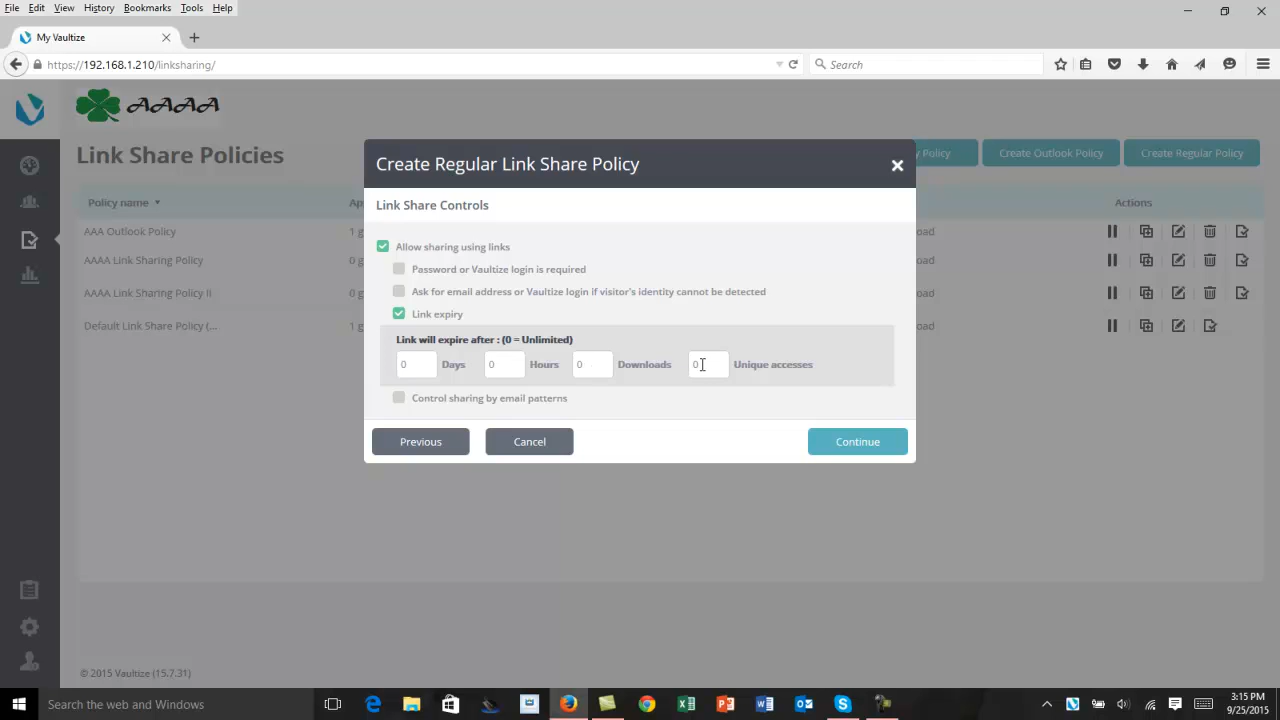 File Edit View History Bookmarks Tools Help
My Vaultize
https://192.168.1.210/linksharing/
Search
AAAA
Link Share Policies
Policy
Create Outlook Policy
Create Regular Policy
Create Regular Link Share Policy
Policy name
Actions
Link Share Controls
AAA Outlook Policy
AAAA Link Sharing Policy
AAAA Link Sharing Policy Ii
Default Link Share Policy (...
Allow sharing using links
Password or Vaultize login is required
Ask for email address or Vaultize login if visitor's identity cannot be detected
Link expiry
Link will expire after : (0 = Unlimited)
0 Days 0 Hours 0 Downloads 0 Unique accesses
Control sharing by email patterns
Previous Cancel Continue
© 2015 Vaultize (15.7.31)
Search the web and Windows
3:15 PM
9/25/2015